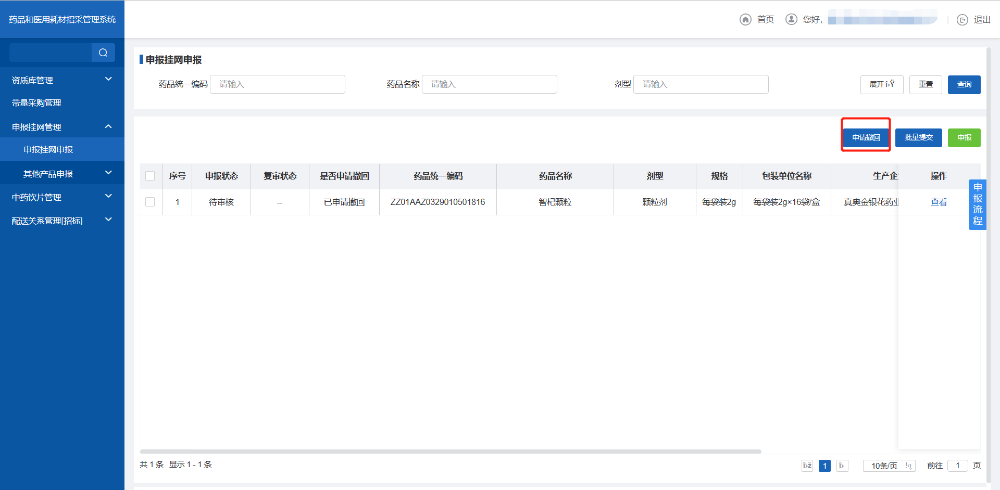 药品和医用耗材招采管理系统
首页
您好,
退出
资质库管理
带量采购管理
申报挂网管理
申报挂网申报
其他产品申报
中药饮片管理
配送关系管理[招标]
申报挂网申报
药品统一编码 请输入 药品名称 请输入 剂型 请输入 展开 重置 查询
申请撤回 批量提交 申报
序号 申报状态 复审状态 是否申请撤回 药品统一编码 药品名称 剂型 规格 包装单位名称 生产企 操作
1 待审核 -- 已申请撤回 ZZ01AAZ0329010501816 智杞颗粒 颗粒剂 每袋装2g 每袋装2g×16袋/盒 真奥金银花药业 查看
申报流程
共 1 条 显示 1 - 1 条
1 10条/页 前往 1 页